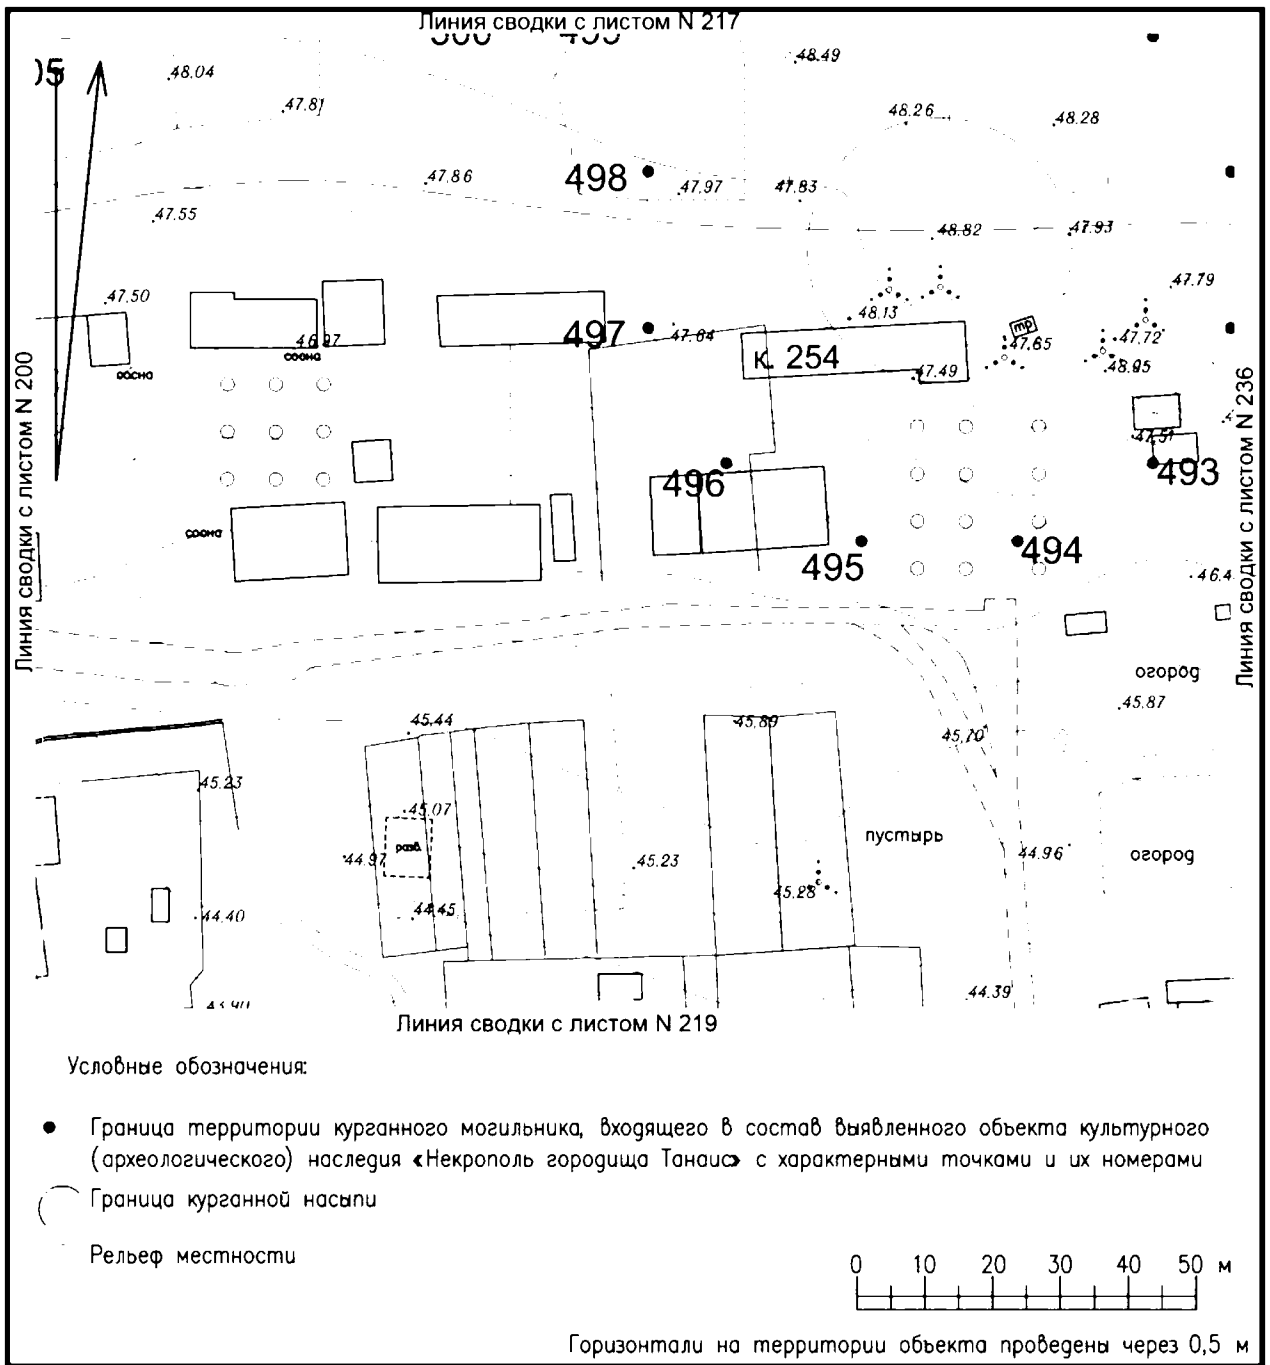 Линия сводки с листом N 217
48.49
48.04
47.81
48.26
48.28
47.86
498
47.97
47.83
47.55
48.82
47.93
47.50
47.79
48.13
497
47.64
тр
46.97
47.65
47.72
сосна
к. 254
47.49
48.05
сосна
Линия сводки с листом N 200
Линия сводки с листом N 236
47.51
496
493
сосна
495
494
46.4
огород
45.87
45.44
45.89
45.70
45.23
45.07
разв.
пустырь
44.97
45.23
44.96
огород
45.28
44.45
44.40
44.39
Линия сводки с листом N 219
Условные обозначения:
Граница территории курганного могильника, входящего в состав выявленного объекта культурного
(археологического) наследия «Некрополь городища Танаис» с характерными точками и их номерами
Граница курганной насыпи
Рельеф местности
0 10 20 30 40 50 м
Горизонтали на территории объекта проведены через 0,5 м